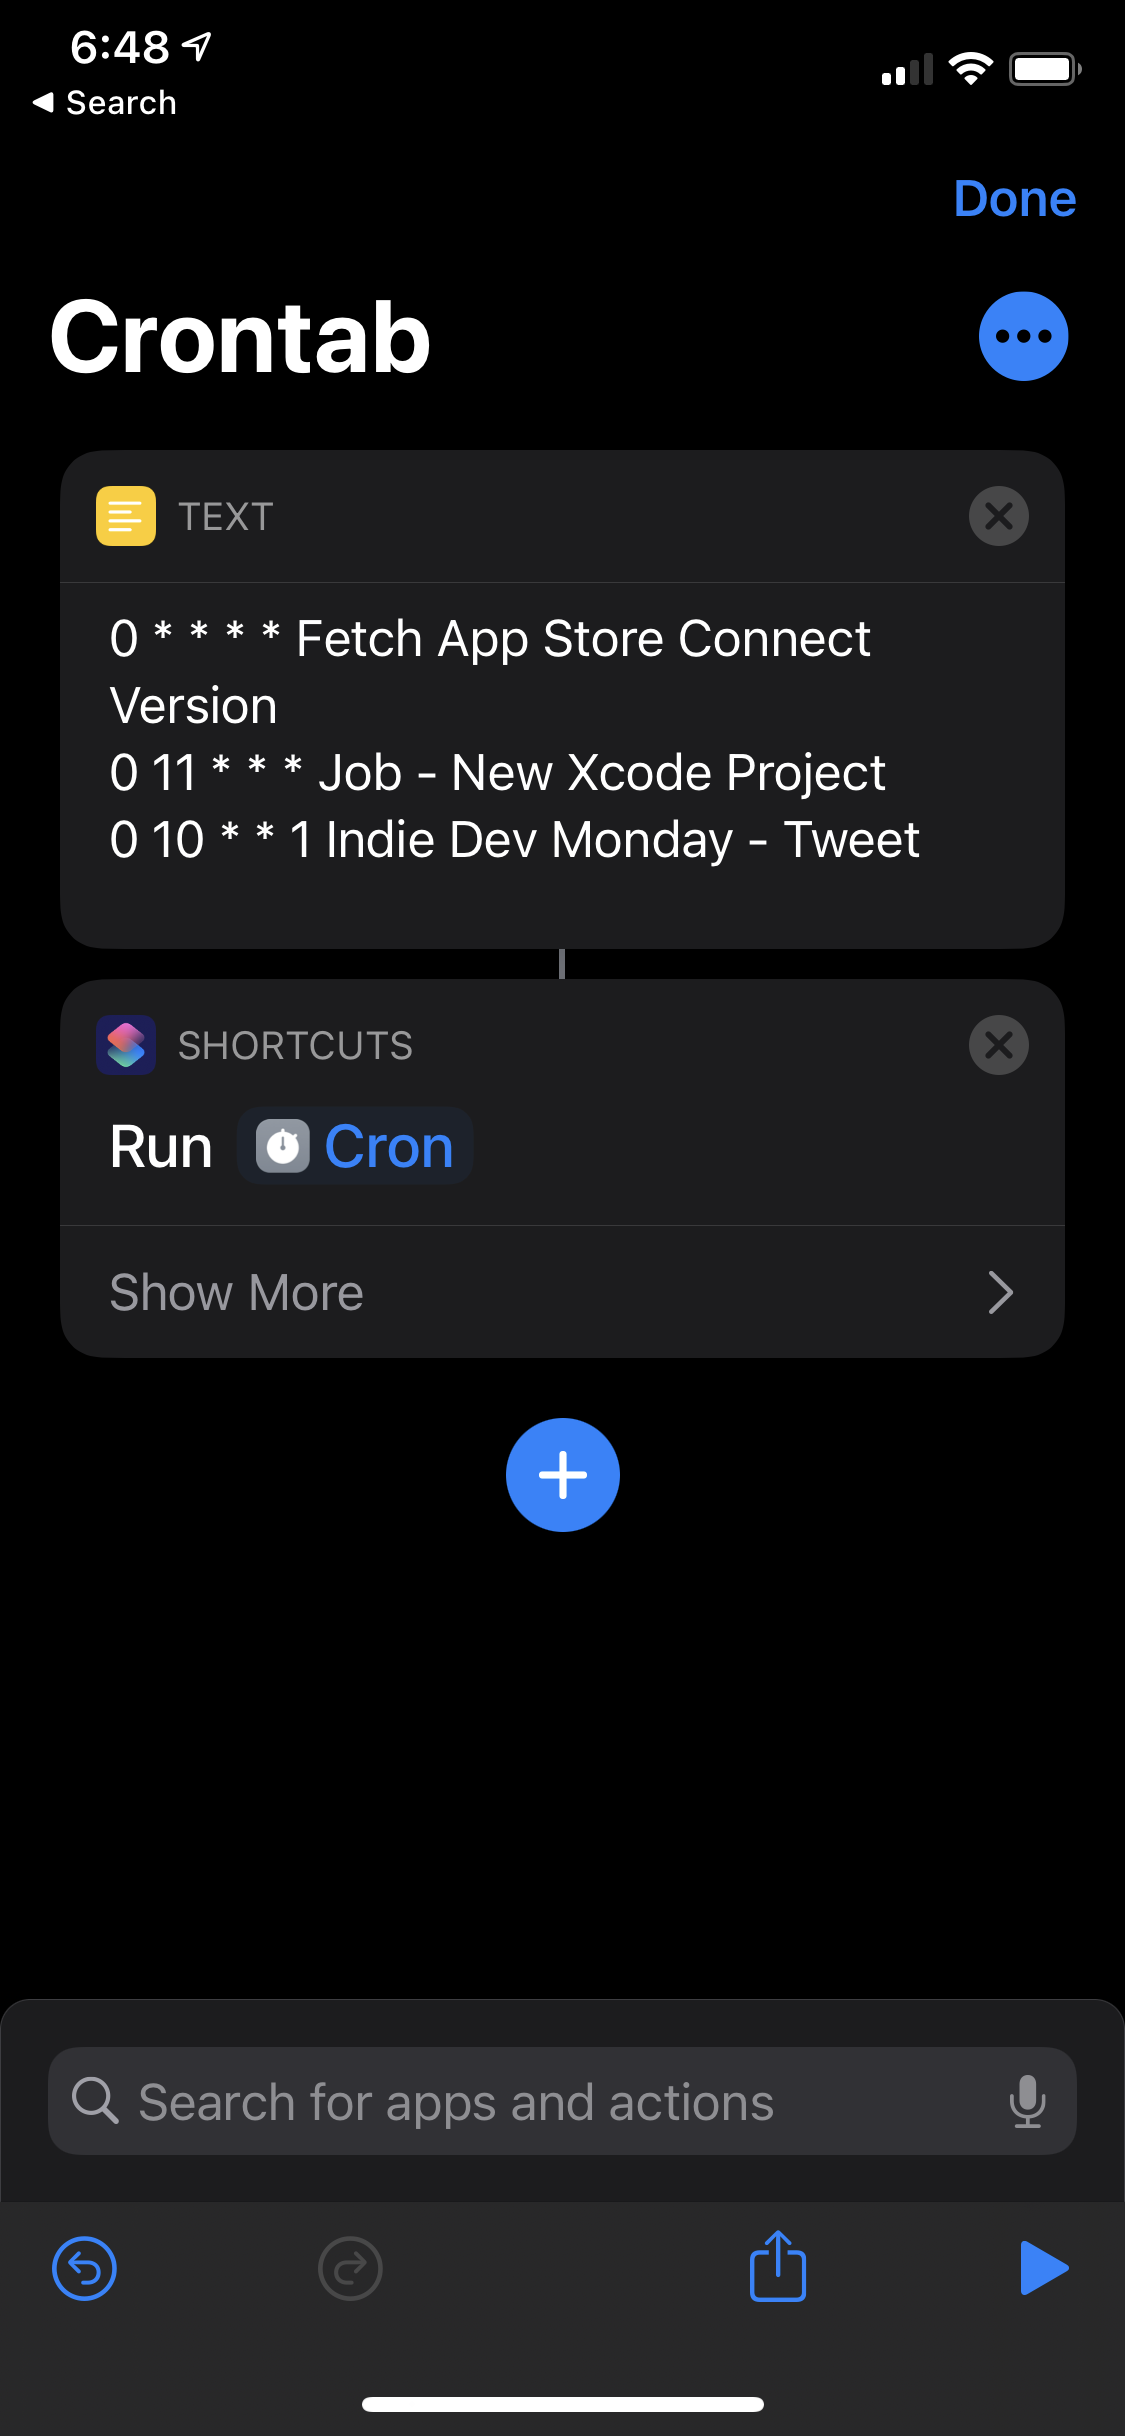 6:48
Search
Done
Crontab
TEXT
0 * * * * Fetch App Store Connect
Version
0 11 * * * Job - New Xcode Project
0 10 * * 1 Indie Dev Monday - Tweet
SHORTCUTS
Run Cron
Show More
Search for apps and actions